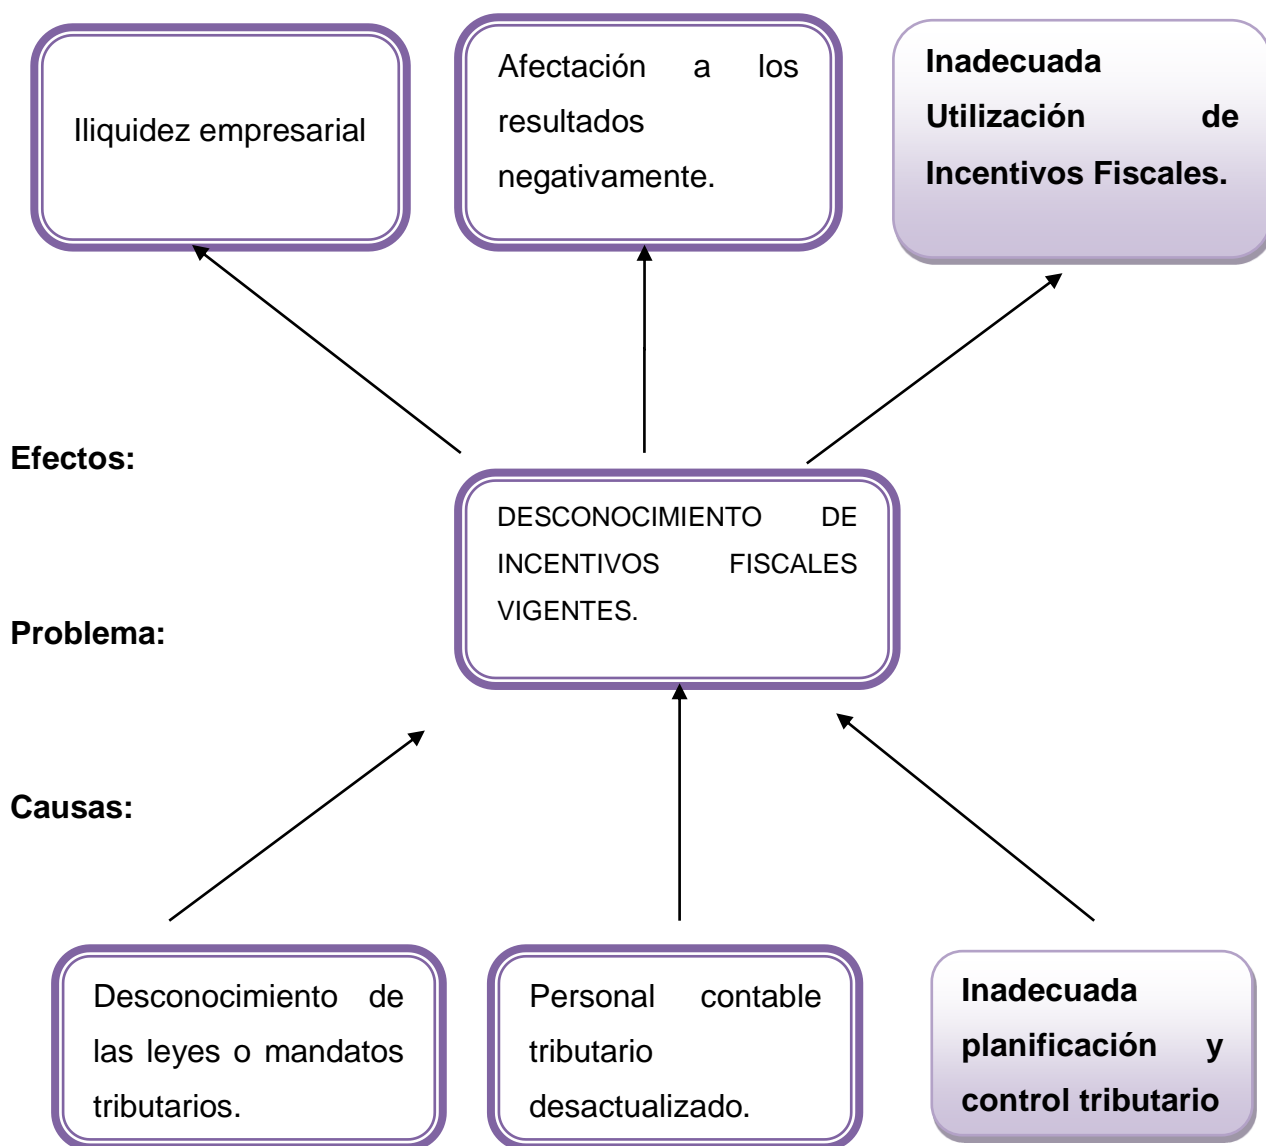 Iliquidez empresarial
Afectación a los
resultados
negativamente.
Inadecuada
Utilización de
Incentivos Fiscales.
Efectos:
DESCONOCIMIENTO DE
INCENTIVOS FISCALES
VIGENTES.
Problema:
Causas:
Desconocimiento de
las leyes o mandatos
tributarios.
Personal contable
tributario
desactualizado.
Inadecuada
planificación y
control tributario